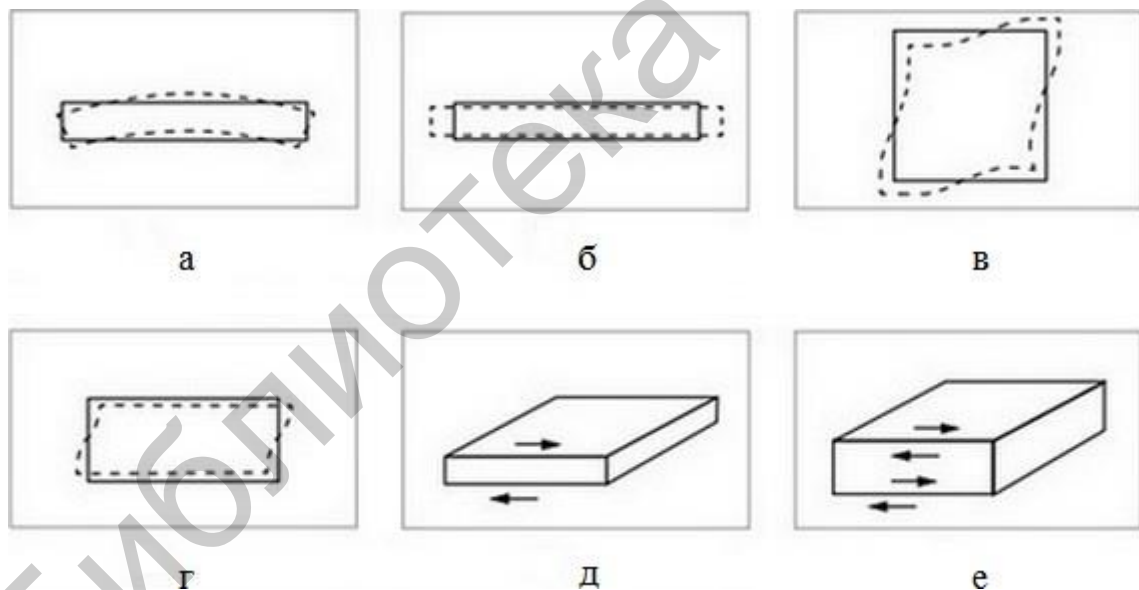 а б в
г д е
библиотека